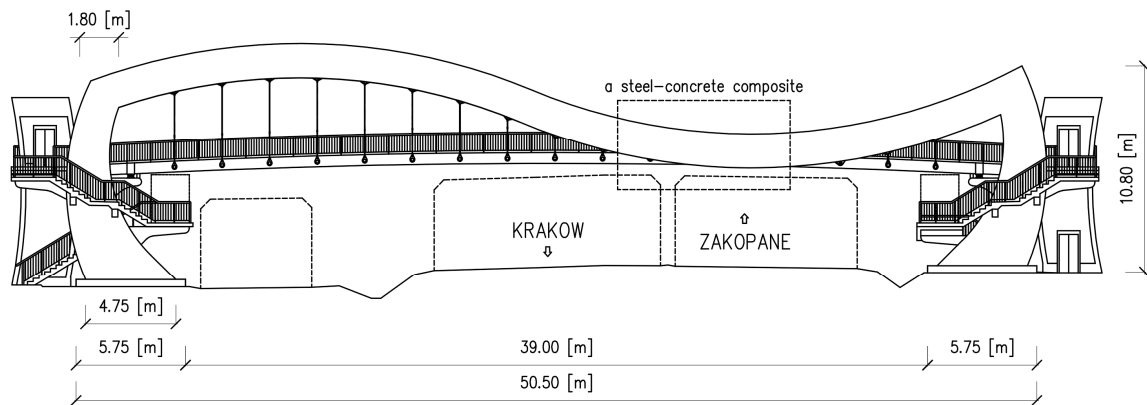 1.80 [m]
a steel-concrete composite
10.80 [m]
KRAKOW
ZAKOPANE
4.75 [m]
5.75 [m]
39.00 [m]
5.75 [m]
50.50 [m]